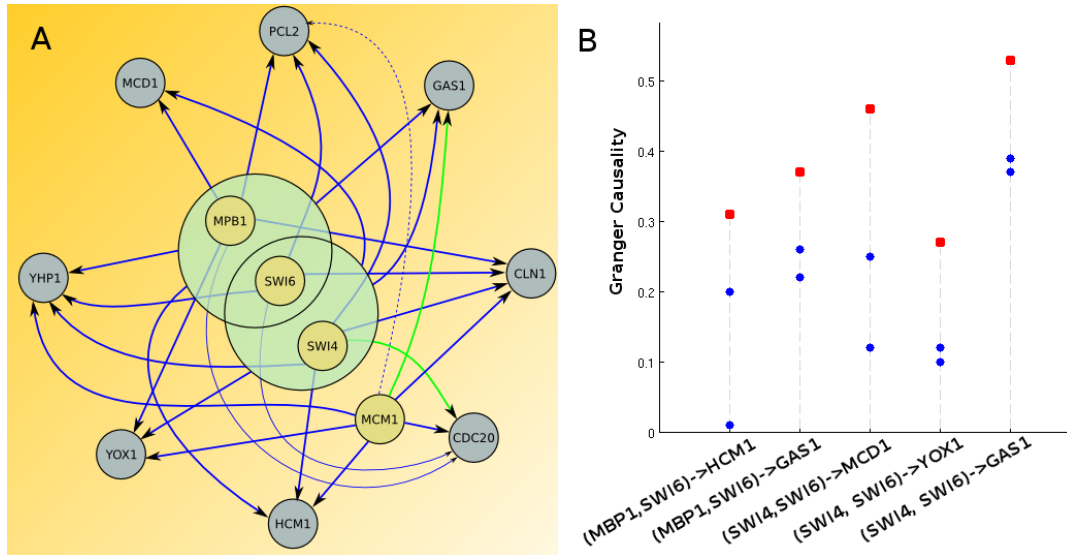 A
PCL2
MCD1
GAS1
MPB1
SWI6
YHP1
CLN1
SWI4
MCM1
CDC20
YOX1
HCM1
B
Granger Causality
0.5
0.4
0.3
0.2
0.1
0
(MBP1,SWI6)->HCM1
(MBP1,SWI6)->GAS1
(SWI4,SWI6)->MCD1
(SWI4, SWI6)->YOX1
(SWI4, SWI6)->GAS1